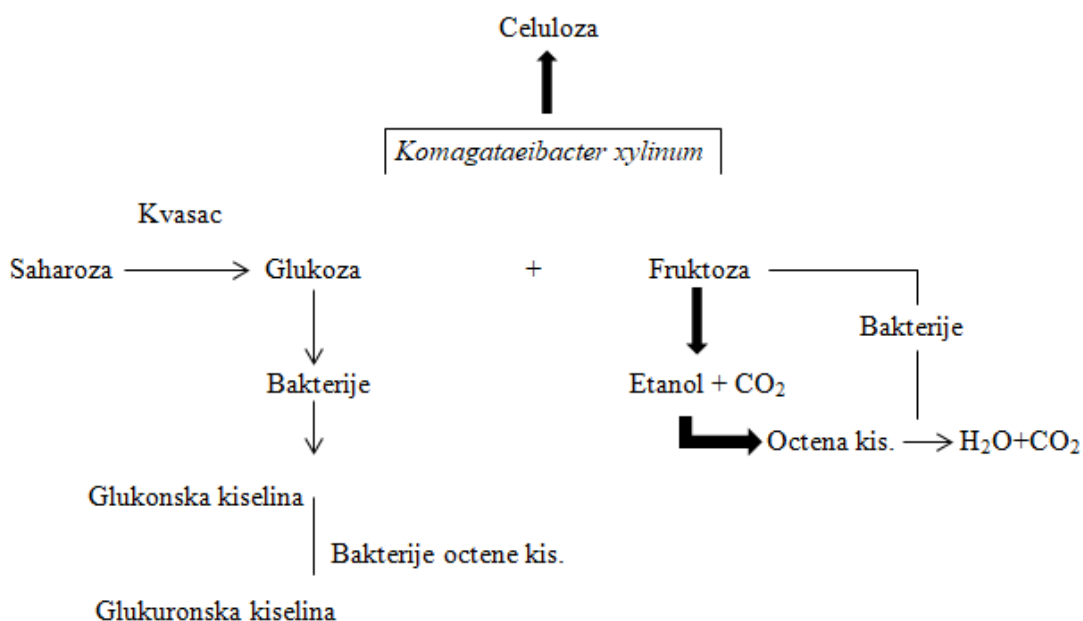 Celuloza
Komagataeibacter xylinum
Kvasac
Saharoza Glukoza + Fruktoza
Bakterije
Bakterije Etanol + CO₂
Octena kis. H₂O+CO₂
Glukonska kiselina
Bakterije octene kis.
Glukuronska kiselina